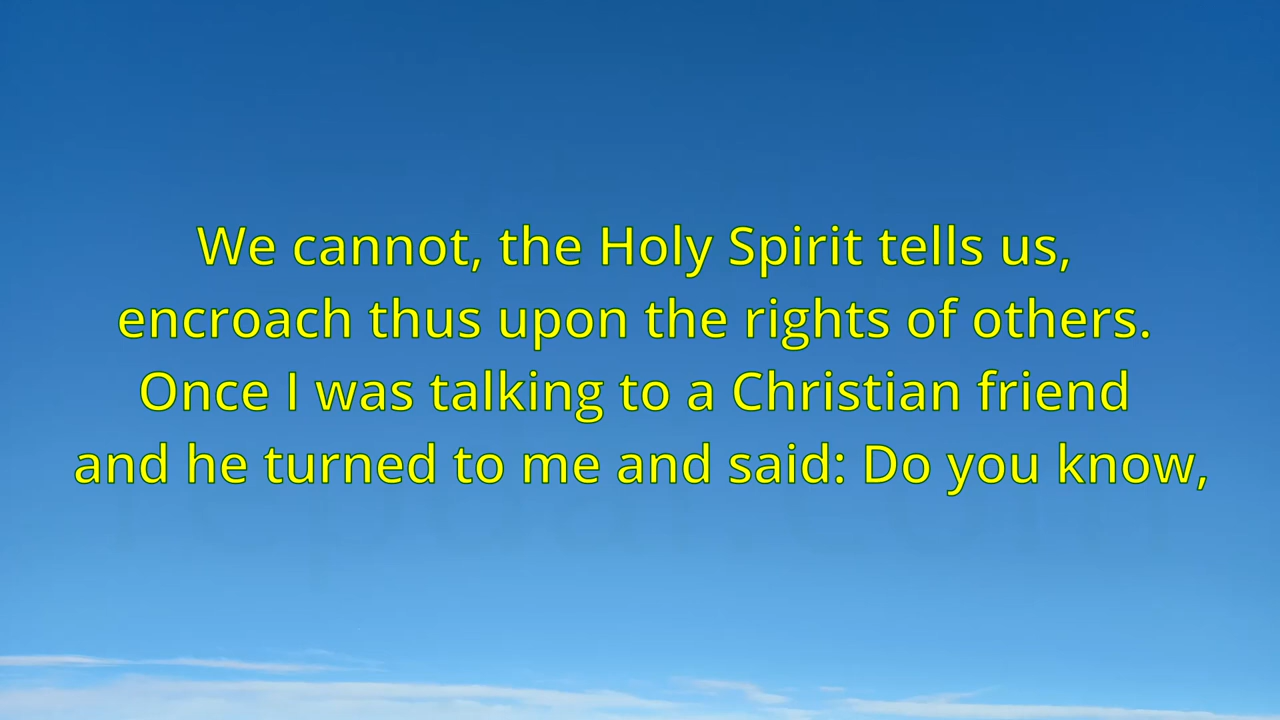 We cannot, the Holy Spirit tells us,
encroach thus upon the rights of others.
Once I was talking to a Christian friend
and he turned to me and said: Do you know,